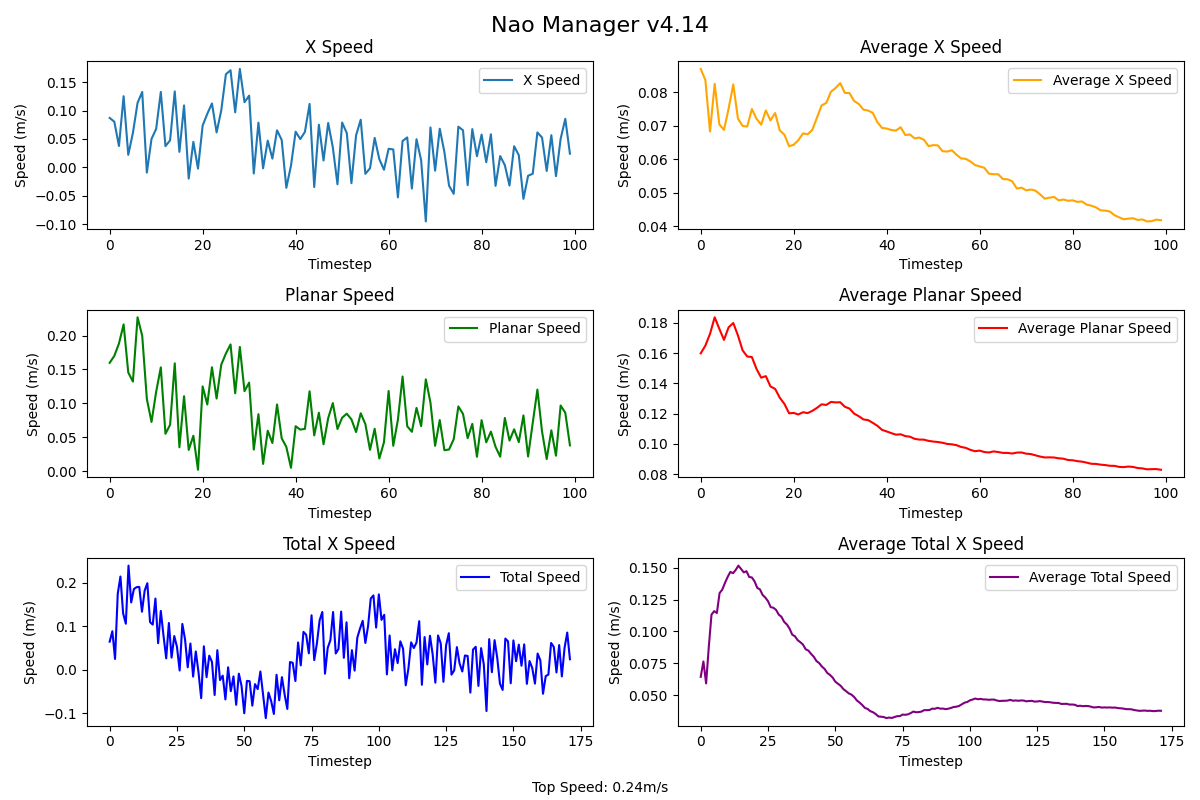 Nao Manager v4.14
X Speed
Speed (m/s)
0.15
0.10
0.05
0.00
−0.05
−0.10
X Speed
0 20 40 60 80 100
Timestep
Average X Speed
Speed (m/s)
0.08
0.07
0.06
0.05
0.04
Average X Speed
0 20 40 60 80 100
Timestep
Planar Speed
Speed (m/s)
0.20
0.15
0.10
0.05
0.00
Planar Speed
0 20 40 60 80 100
Timestep
Average Planar Speed
Speed (m/s)
0.18
0.16
0.14
0.12
0.10
0.08
Average Planar Speed
0 20 40 60 80 100
Timestep
Total X Speed
Speed (m/s)
0.2
0.1
0.0
−0.1
Total Speed
0 25 50 75 100 125 150 175
Timestep
Average Total X Speed
Speed (m/s)
0.150
0.125
0.100
0.075
0.050
Average Total Speed
0 25 50 75 100 125 150 175
Timestep
Top Speed: 0.24m/s